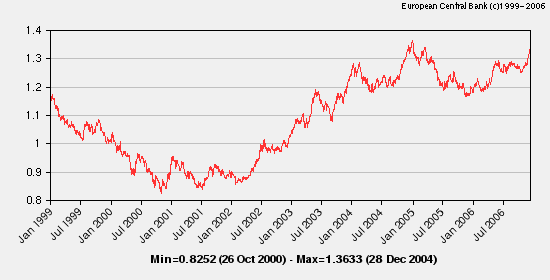 European Central Bank (c)1999-2006
1.4
1.3
1.2
1.1
1
0.9
0.8
Jan 1999
Jul 1999
Jan 2000
Jul 2000
Jan 2001
Jul 2001
Jan 2002
Jul 2002
Jan 2003
Jul 2003
Jan 2004
Jul 2004
Jan 2005
Jul 2005
Jan 2006
Jul 2006
Min=0.8252 (26 Oct 2000) - Max=1.3633 (28 Dec 2004)